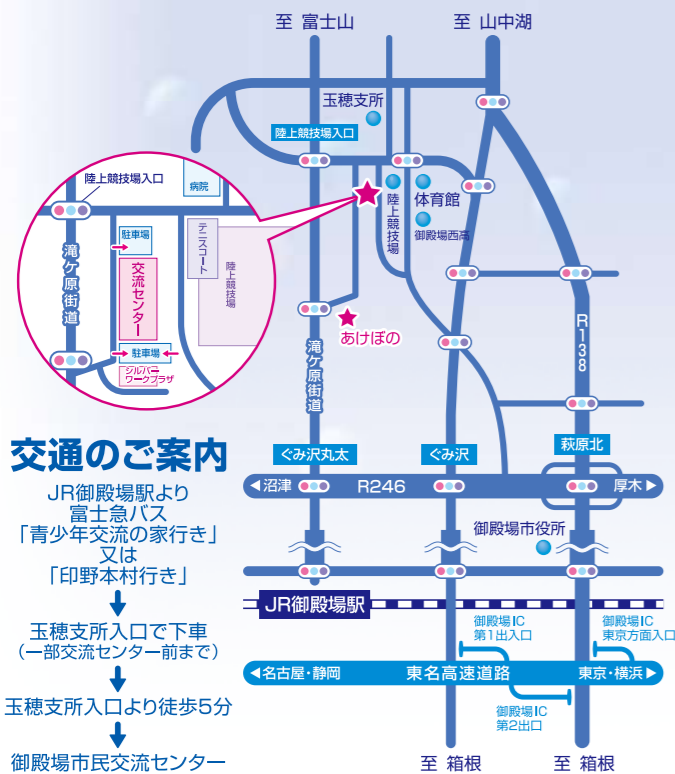 至 富士山
至 山中湖
玉穂支所
陸上競技場入口
陸上競技場
体育館
御殿場西高
あけぼの
滝ケ原街道
R138
陸上競技場入口
病院
駐車場
テニスコート
陸上競技場
滝ケ原街道
交流センター
駐車場
シルバー
ワークプラザ
交通のご案内
JR御殿場駅より
富士急バス
「青少年交流の家行き」
又は
「印野本村行き」
玉穂支所入口で下車
(一部交流センター前まで)
玉穂支所入口より徒歩5分
御殿場市民交流センター
ぐみ沢丸太
ぐみ沢
萩原北
沼津
R246
厚木
御殿場市役所
JR御殿場駅
御殿場IC
第1出入口
御殿場IC
東京方面入口
名古屋・静岡
東名高速道路
東京・横浜
御殿場IC
第2出口
至 箱根
至 箱根